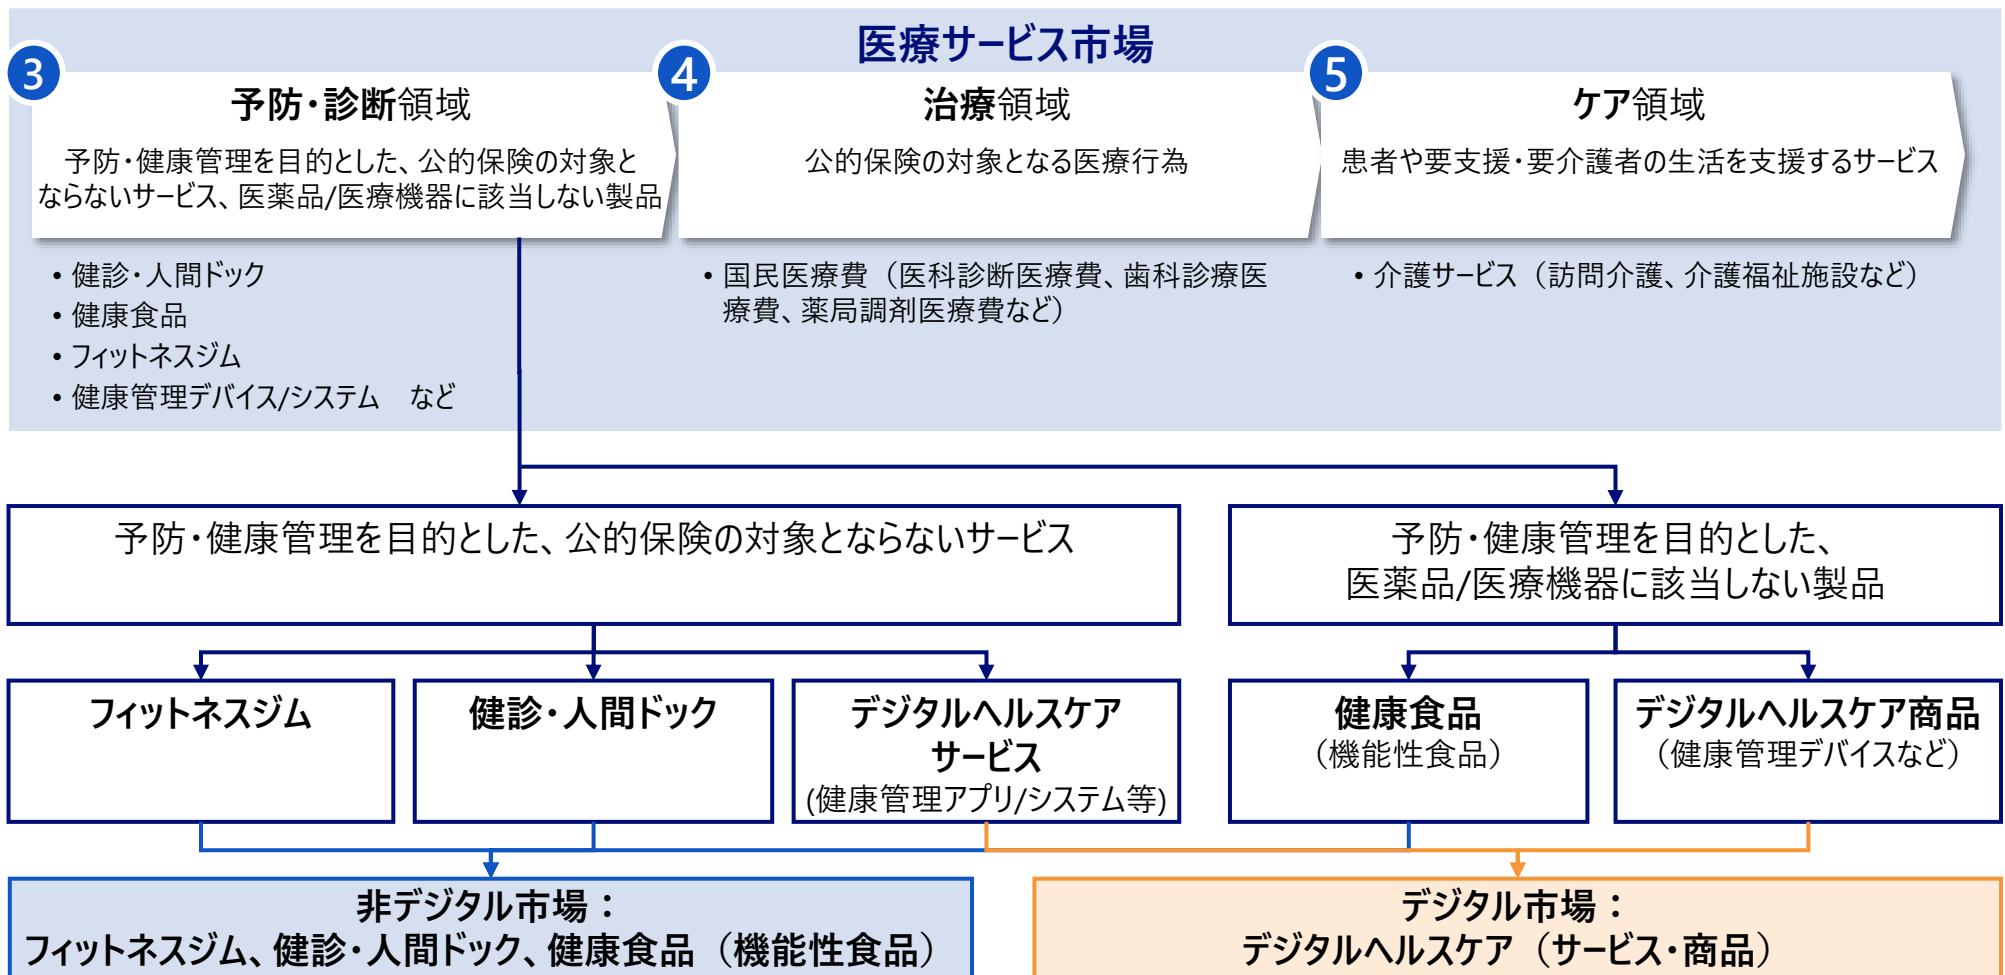 医療サービス市場
3
予防・診断領域
予防・健康管理を目的とした、公的保険の対象と
ならないサービス、医薬品/医療機器に該当しない製品
• 健診・人間ドック
• 健康食品
• フィットネスジム
• 健康管理デバイス/システム　など
4
治療領域
公的保険の対象となる医療行為
• 国民医療費（医科診断医療費、歯科診療医
療費、薬局調剤医療費など）
5
ケア領域
患者や要支援・要介護者の生活を支援するサービス
• 介護サービス（訪問介護、介護福祉施設など）
予防・健康管理を目的とした、公的保険の対象とならないサービス
予防・健康管理を目的とした、
医薬品/医療機器に該当しない製品
フィットネスジム
健診・人間ドック
デジタルヘルスケア
サービス
(健康管理アプリ/システム等)
健康食品
（機能性食品）
デジタルヘルスケア商品
（健康管理デバイスなど）
非デジタル市場：
フィットネスジム、健診・人間ドック、健康食品（機能性食品）
デジタル市場：
デジタルヘルスケア（サービス・商品）